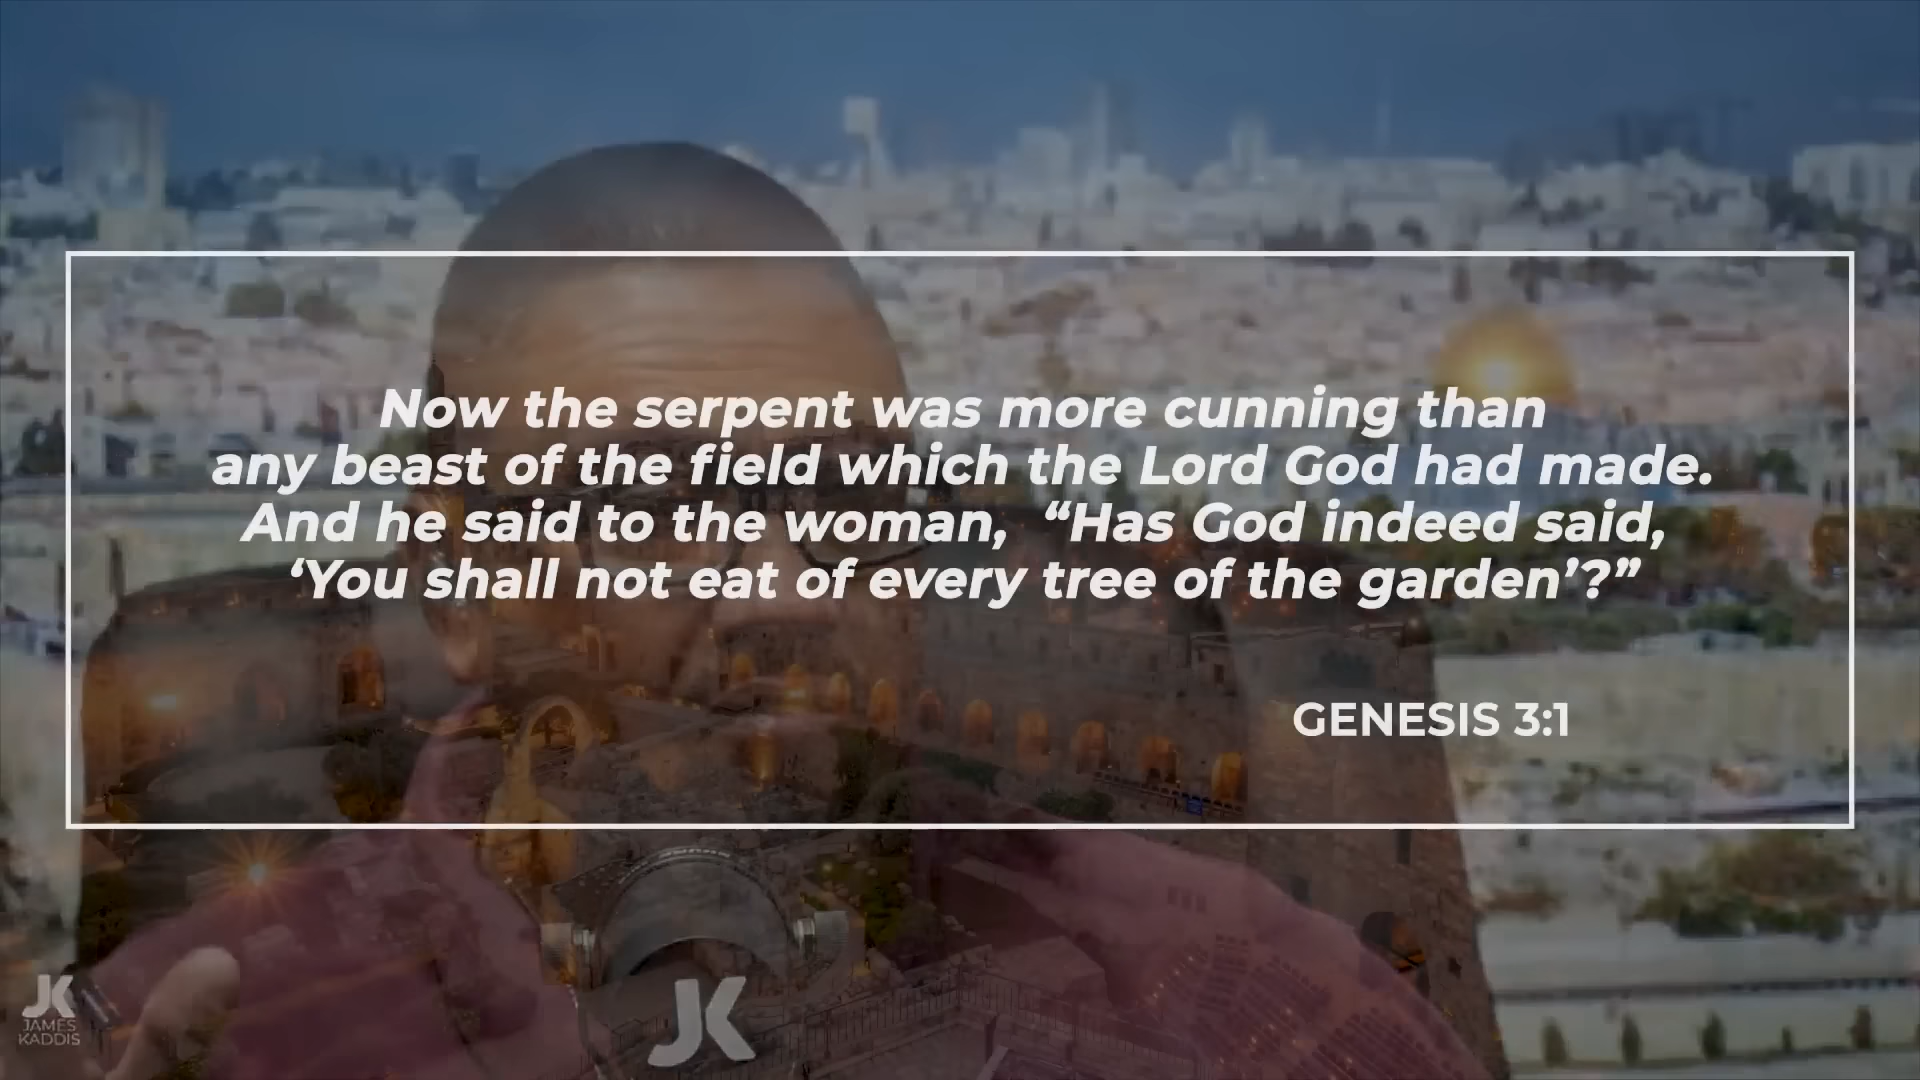 Now the serpent was more cunning than
any beast of the field which the Lord God had made.
And he said to the woman,  “Has God indeed said,
‘You shall not eat of every tree of the garden’?”
GENESIS 3:1
JK
JAMES
KADDIS
JK